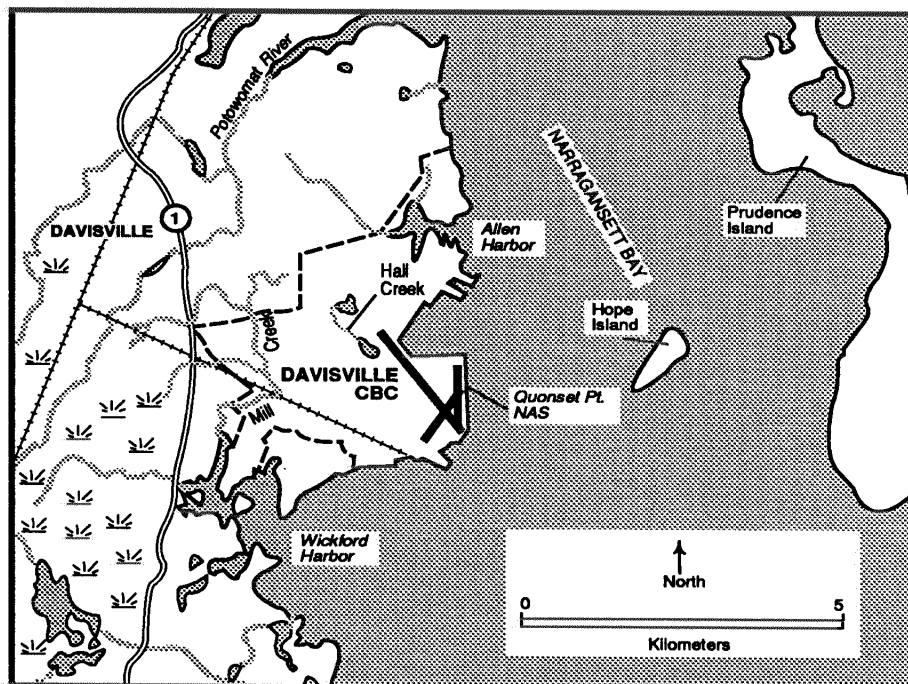 Potowomat River
NARRAGANSETT BAY
Prudence
Island
1
DAVISVILLE
Allen
Harbor
Hall
Creek
Hope
Island
Creek
DAVISVILLE
CBC
Quonset Pt.
NAS
Mill
Wickford
Harbor
North
0 5
Kilometers